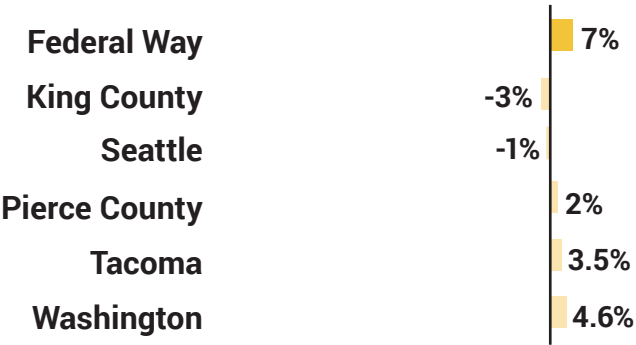 Federal Way 7%
King County -3%
Seattle -1%
Pierce County 2%
Tacoma 3.5%
Washington 4.6%